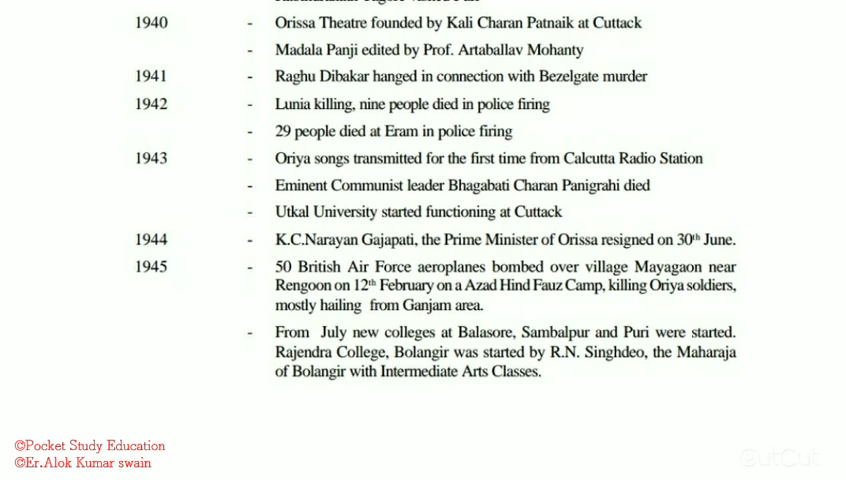 1940 - Orissa Theatre founded by Kali Charan Patnaik at Cuttack
- Madala Panji edited by Prof. Artaballav Mohanty
1941 - Raghu Dibakar hanged in connection with Bezelgate murder
1942 - Lunia killing, nine people died in police firing
- 29 people died at Eram in police firing
1943 - Oriya songs transmitted for the first time from Calcutta Radio Station
- Eminent Communist leader Bhagabati Charan Panigrahi died
- Utkal University started functioning at Cuttack
1944 - K.C.Narayan Gajapati, the Prime Minister of Orissa resigned on 30th June.
1945 - 50 British Air Force aeroplanes bombed over village Mayagaon near
Rengoon on 12th February on a Azad Hind Fauz Camp, killing Oriya soldiers,
mostly hailing from Ganjam area.
- From July new colleges at Balasore, Sambalpur and Puri were started.
Rajendra College, Bolangir was started by R.N. Singhdeo, the Maharaja
of Bolangir with Intermediate Arts Classes.
©Pocket Study Education
©Er.Alok Kumar swain